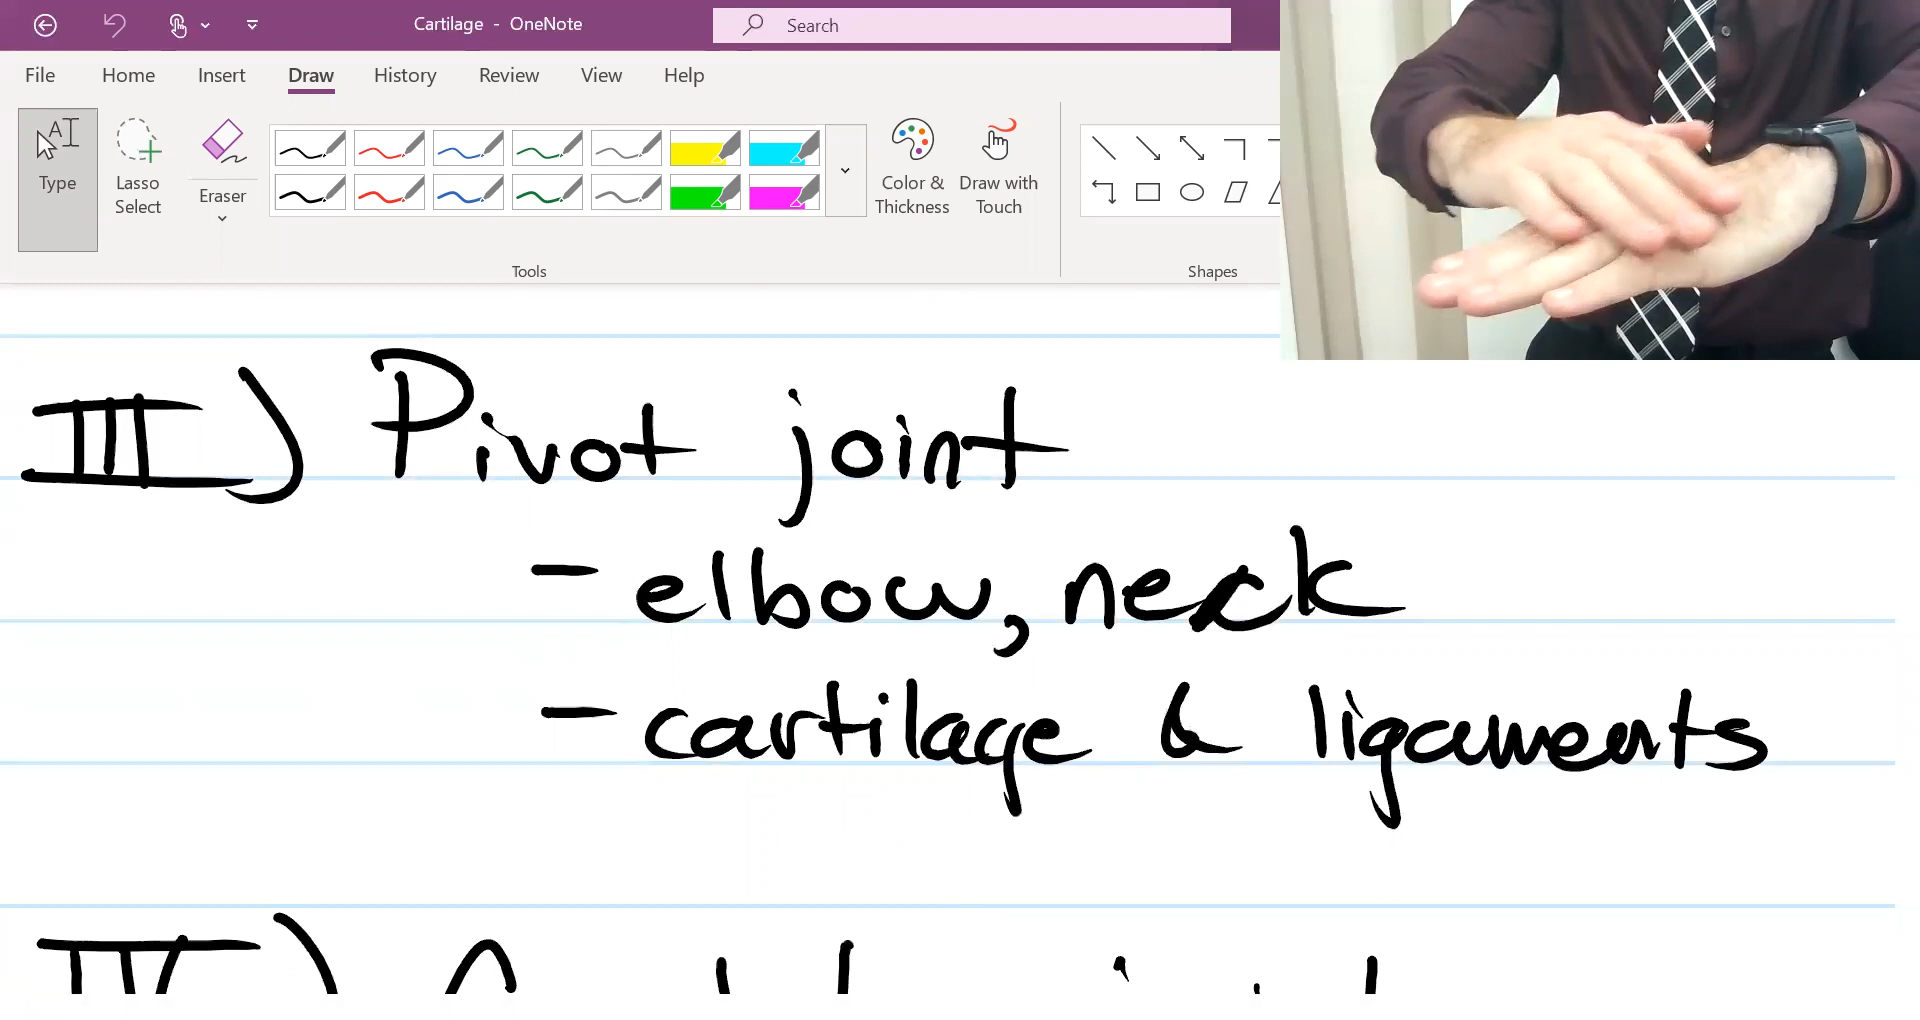 Cartilage - OneNote
Search
File Home Insert Draw History Review View Help
Type
Lasso Select
Eraser
Color & Thickness
Draw with Touch
Tools
Shapes
III) Pivot joint
- elbow, neck
- cartilage & ligaments
IV)